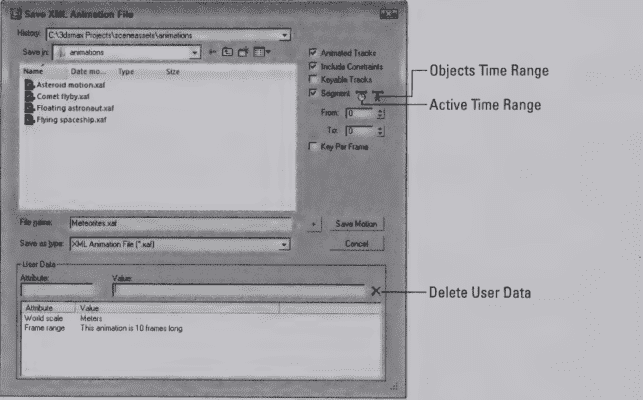 Save XML Animation File
History: C:\3dsmax Projects\sceneassets\animations
Save in: animations
Name Date mo... Type Size
Asteroid motion.xaf
Comet flyby.xaf
Floating astronaut.xaf
Flying spaceship.xaf
Animated Tracks
Include Constraints
Keyable Tracks
Segment
From: 0
To: 0
Key Per Frame
Objects Time Range
Active Time Range
File name: Meteorites.xaf
+ Save Motion
Save as type: XML Animation File (*.xaf)
Cancel
User Data
Attribute: Value:
Delete User Data
Attribute Value
World scale Meters
Frame range This animation is 10 frames long